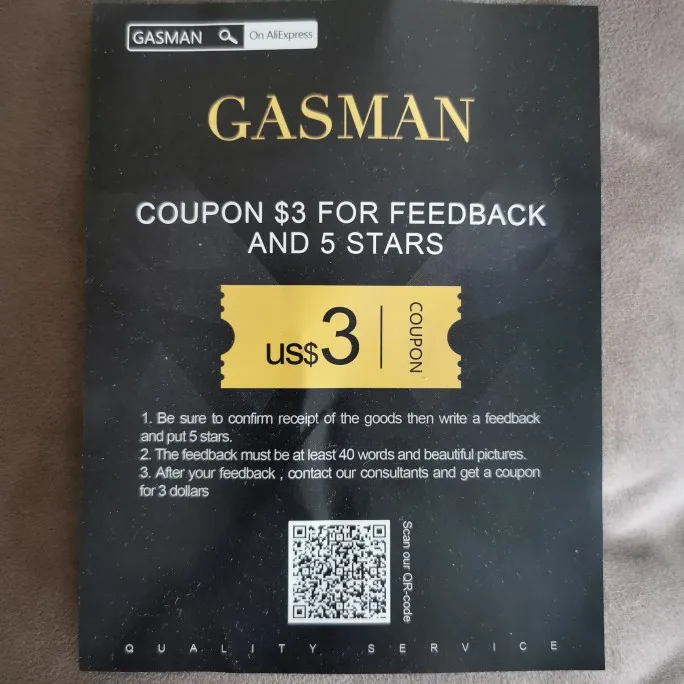 GASMAN On AliExpress
GASMAN
COUPON $3 FOR FEEDBACK
AND 5 STARS
US$3 COUPON
1. Be sure to confirm receipt of the goods then write a feedback
and put 5 stars.
2. The feedback must be at least 40 words and beautiful pictures.
3. After your feedback , contact our consultants and get a coupon
for 3 dollars
Scan our QR-code
QUALITY SERVICE